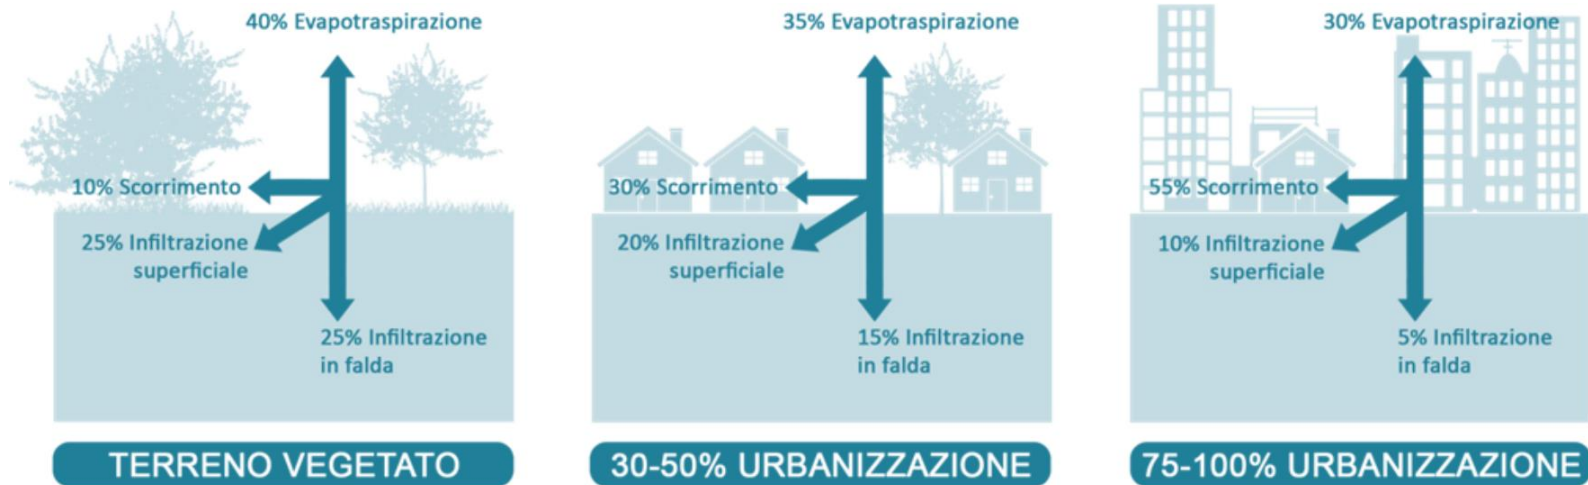 40% Evapotraspirazione
10% Scorrimento
25% Infiltrazione
superficiale
25% Infiltrazione
in falda
TERRENO VEGETATO
35% Evapotraspirazione
30% Scorrimento
20% Infiltrazione
superficiale
15% Infiltrazione
in falda
30-50% URBANIZZAZIONE
30% Evapotraspirazione
55% Scorrimento
10% Infiltrazione
superficiale
5% Infiltrazione
in falda
75-100% URBANIZZAZIONE